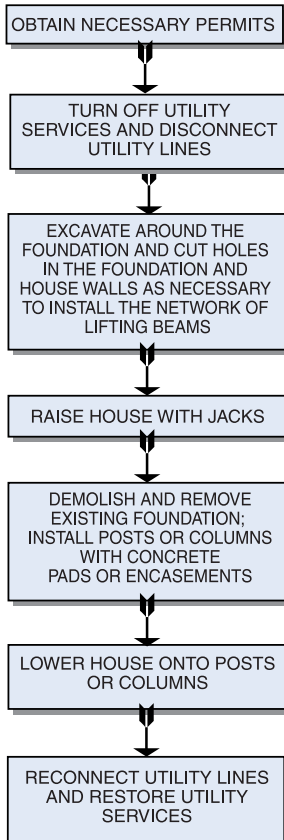 OBTAIN NECESSARY PERMITS
TURN OFF UTILITY
SERVICES AND DISCONNECT
UTILITY LINES
EXCAVATE AROUND THE
FOUNDATION AND CUT HOLES
IN THE FOUNDATION AND
HOUSE WALLS AS NECESSARY
TO INSTALL THE NETWORK OF
LIFTING BEAMS
RAISE HOUSE WITH JACKS
DEMOLISH AND REMOVE
EXISTING FOUNDATION;
INSTALL POSTS OR COLUMNS
WITH CONCRETE
PADS OR ENCASEMENTS
LOWER HOUSE ONTO POSTS
OR COLUMNS
RECONNECT UTILITY LINES
AND RESTORE UTILITY
SERVICES